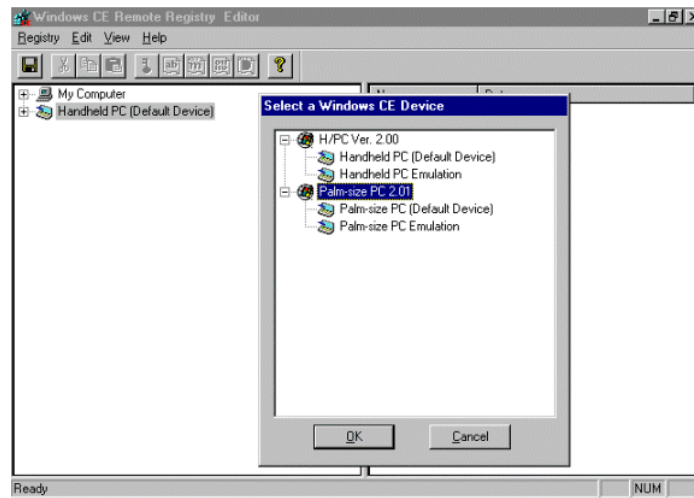 Windows CE Remote Registry Editor
Registry Edit View Help
My Computer
Handheld PC (Default Device)
Select a Windows CE Device
H/PC Ver. 2.00
Handheld PC (Default Device)
Handheld PC Emulation
Palm-size PC 2.01
Palm-size PC (Default Device)
Palm-size PC Emulation
OK Cancel
Ready NUM